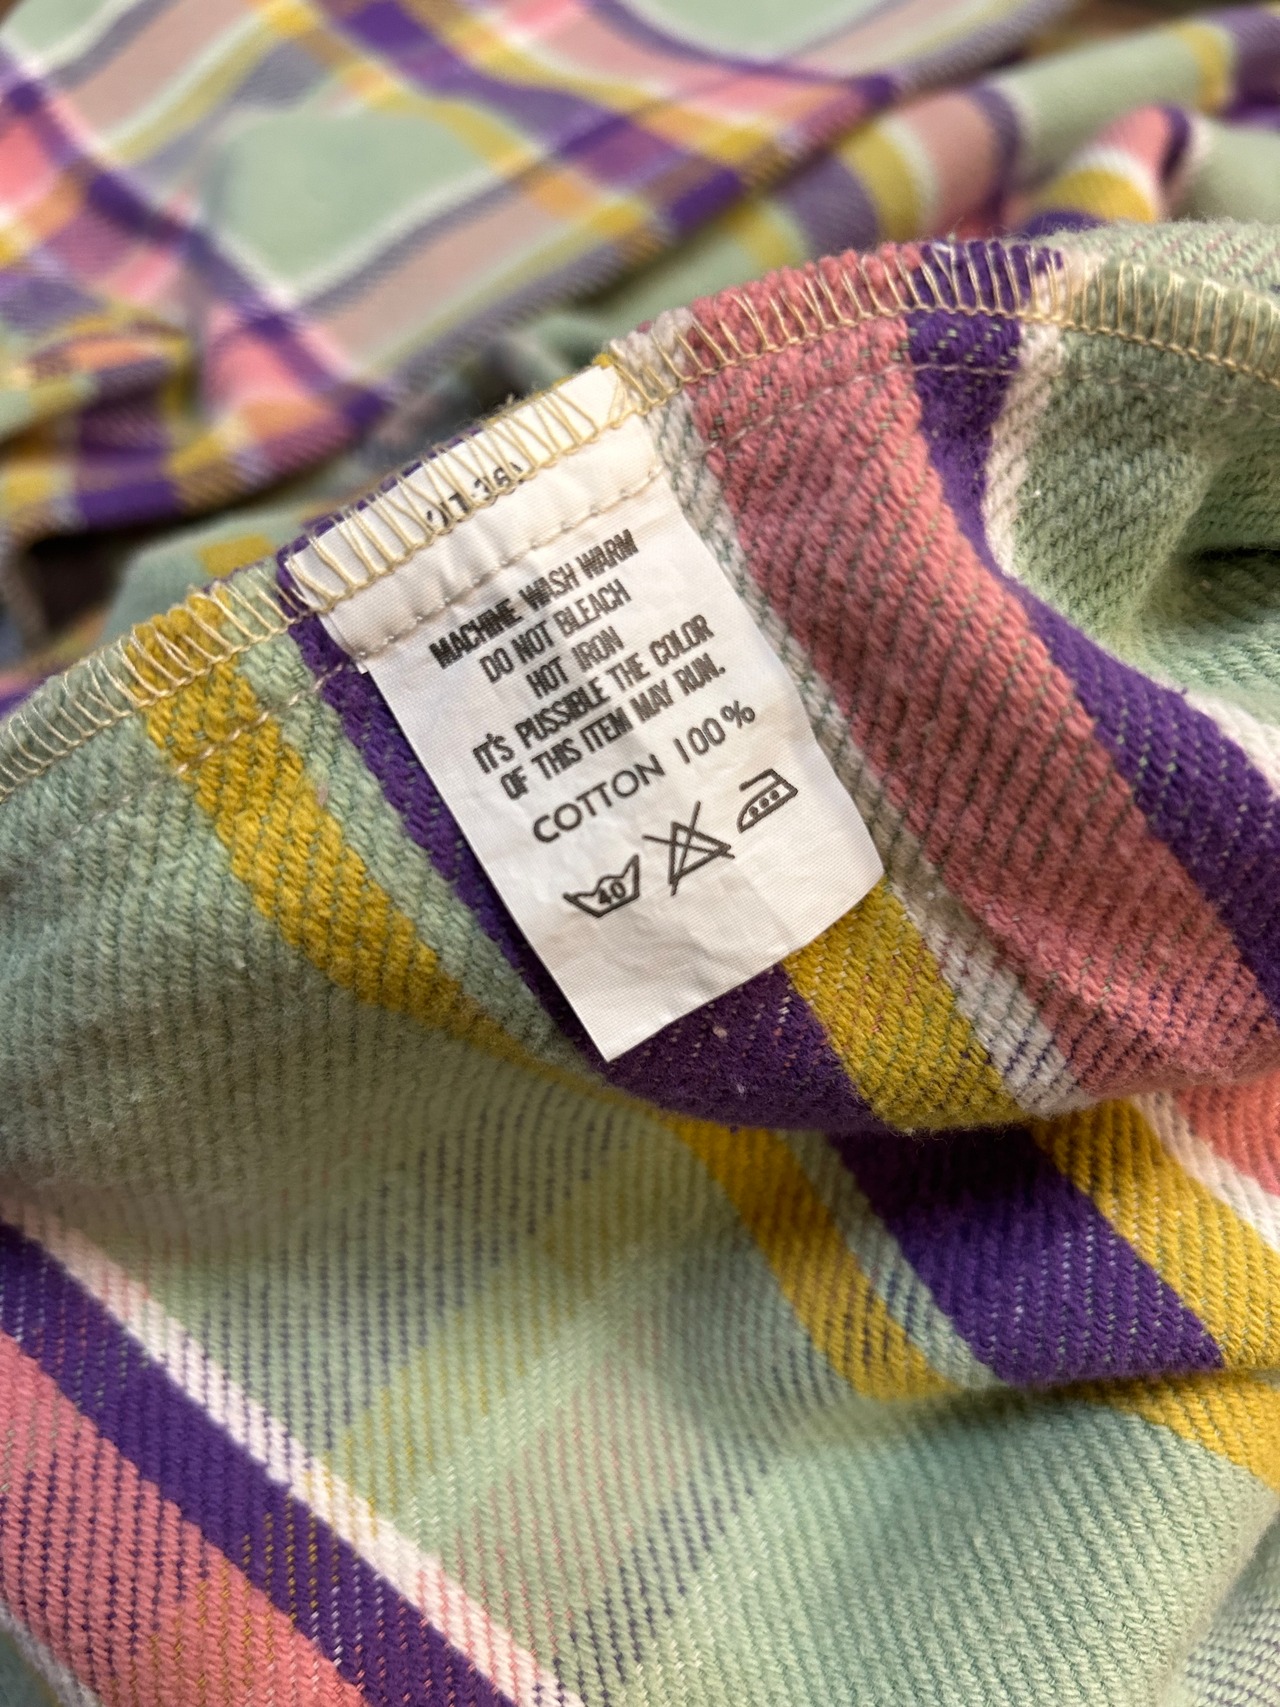 MACHINE WASH WARM
DO NOT BLEACH
HOT IRON
IT'S PUSSIBLE THE COLOR
OF THIS ITEM MAY RUN.
COTTON 100%
40